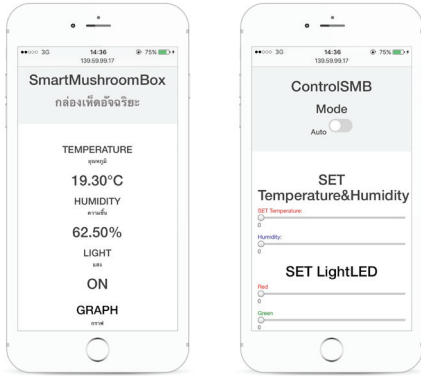 3G 14:36 75%
139.59.99.17
SmartMushroomBox
กล่องเห็ดอัจฉริยะ
TEMPERATURE
อุณหภูมิ
19.30°C
HUMIDITY
ความชื้น
62.50%
LIGHT
แสง
ON
GRAPH
กราฟ
3G 14:36 75%
139.59.99.17
ControlSMB
Mode
Auto
SET
Temperature&Humidity
SET Temperature:
0
Humidity:
0
SET LightLED
Red
0
Green
0